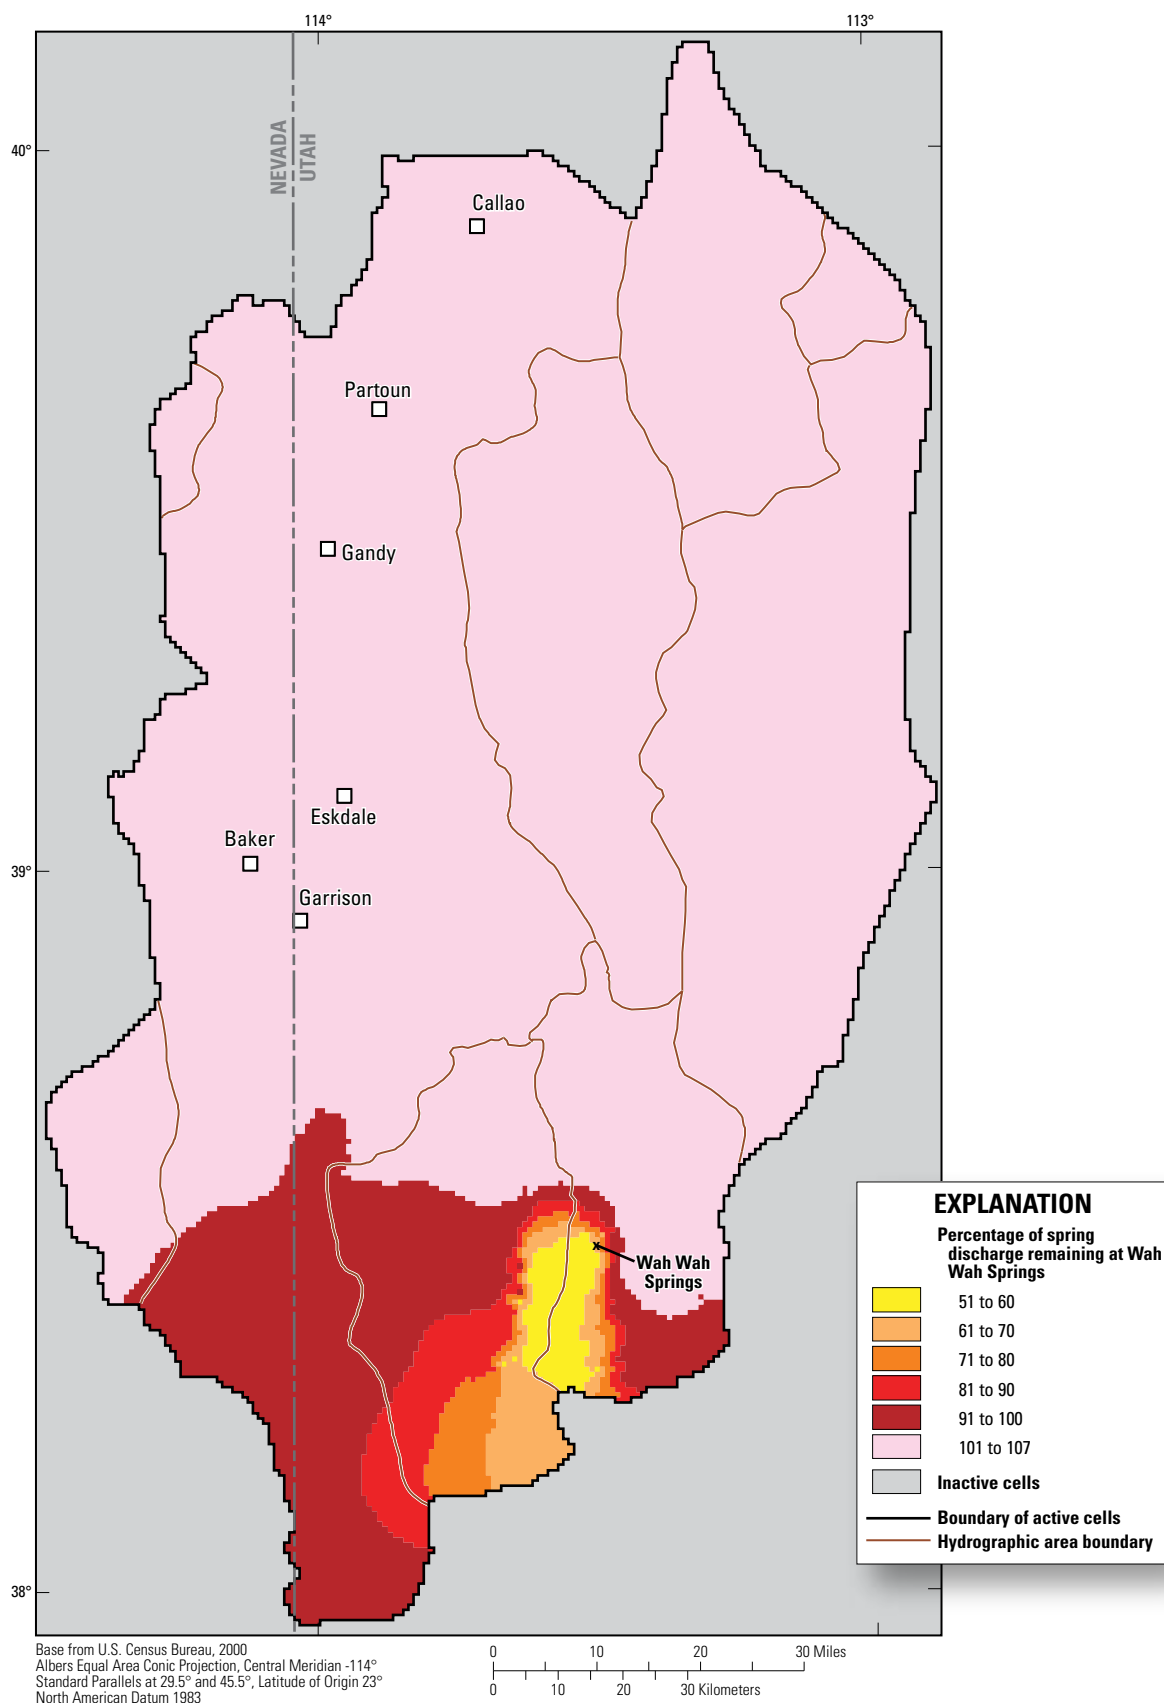 114°
113°
40°
NEVADA
UTAH
Callao
Partoun
Gandy
Eskdale
Baker
39°
Garrison
Wah Wah
Springs
EXPLANATION
Percentage of spring
discharge remaining at Wah
Wah Springs
51 to 60
61 to 70
71 to 80
81 to 90
91 to 100
101 to 107
Inactive cells
Boundary of active cells
Hydrographic area boundary
38°
Base from U.S. Census Bureau, 2000
Albers Equal Area Conic Projection, Central Meridian -114°
Standard Parallels at 29.5° and 45.5°, Latitude of Origin 23°
North American Datum 1983
0 10 20 30 Miles
0 10 20 30 Kilometers